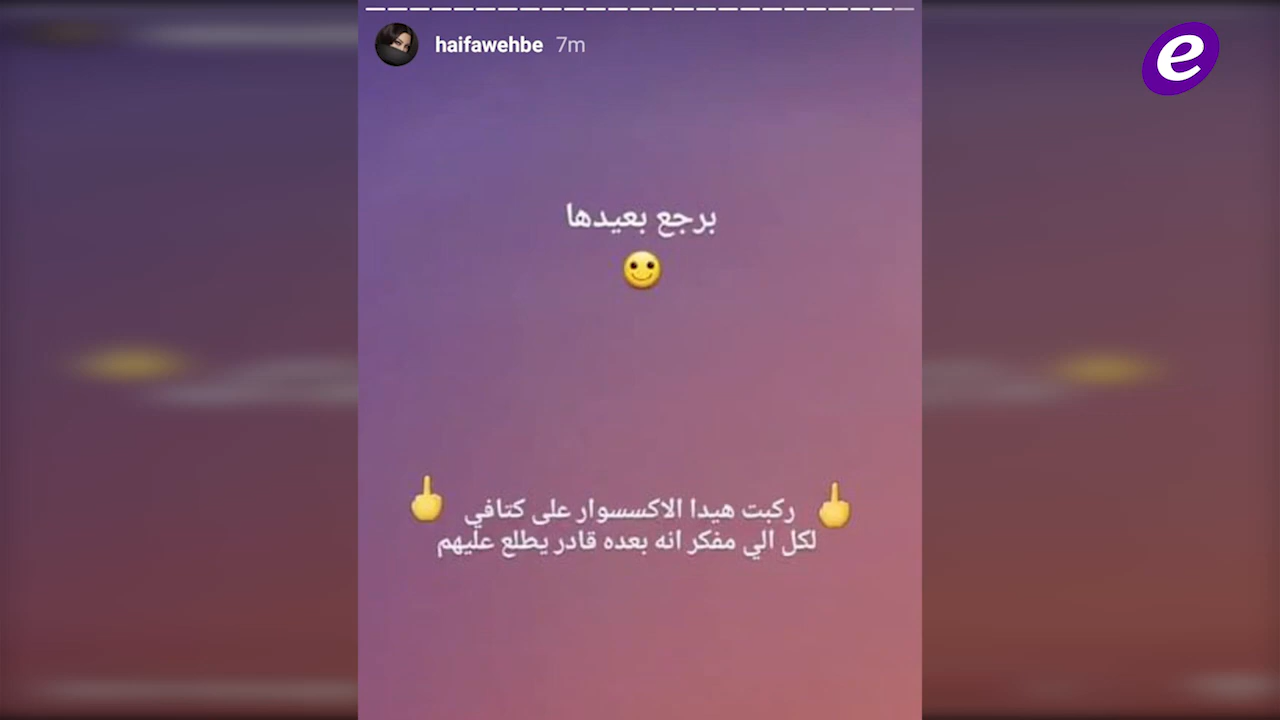 haifawehbe 7m
e
برجع بعيدها
🙂
🖕 ركبت هيدا الاكسسوار على كتافي 🖕
لكل الي مفكر انه بعده قادر يطلع عليهم